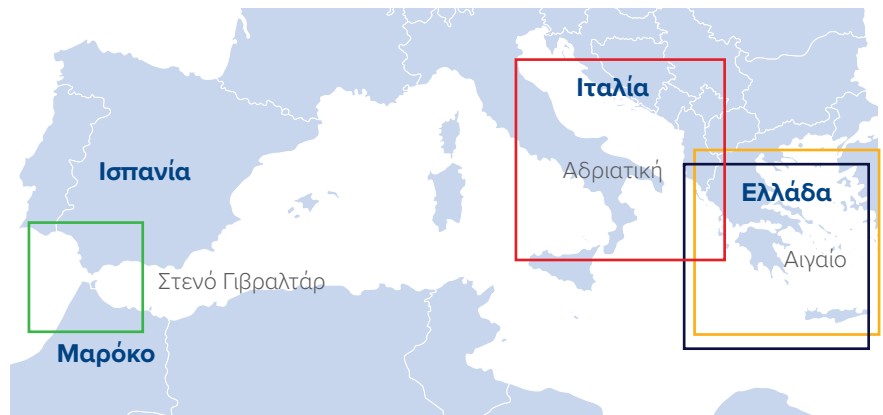 Ιταλία
Ισπανία
Αδριατική
Ελλάδα
Αιγαίο
Στενό Γιβραλτάρ
Μαρόκο